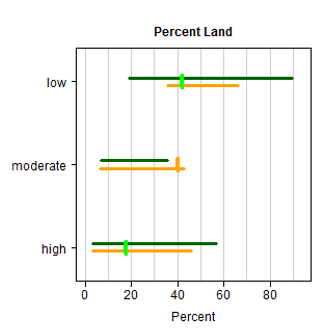 Percent Land
low
moderate
high
0 20 40 60 80
Percent